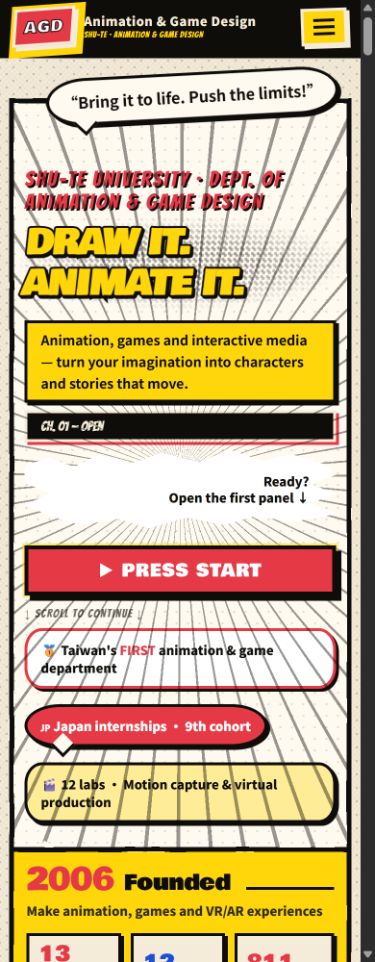 AGD
Animation & Game Design
SHU-TE · ANIMATION & GAME DESIGN
“Bring it to life. Push the limits!”
SHU-TE UNIVERSITY · DEPT. OF
ANIMATION & GAME DESIGN
DRAW IT.
ANIMATE IT.
Animation, games and interactive media
— turn your imagination into characters
and stories that move.
CH. 01 — OPEN
Ready?
Open the first panel ↓
▶ PRESS START
SCROLL TO CONTINUE
🥇 Taiwan's FIRST animation & game
department
JP Japan internships • 9th cohort
🎬 12 labs • Motion capture & virtual
production
2006 Founded
Make animation, games and VR/AR experiences
13 12 811